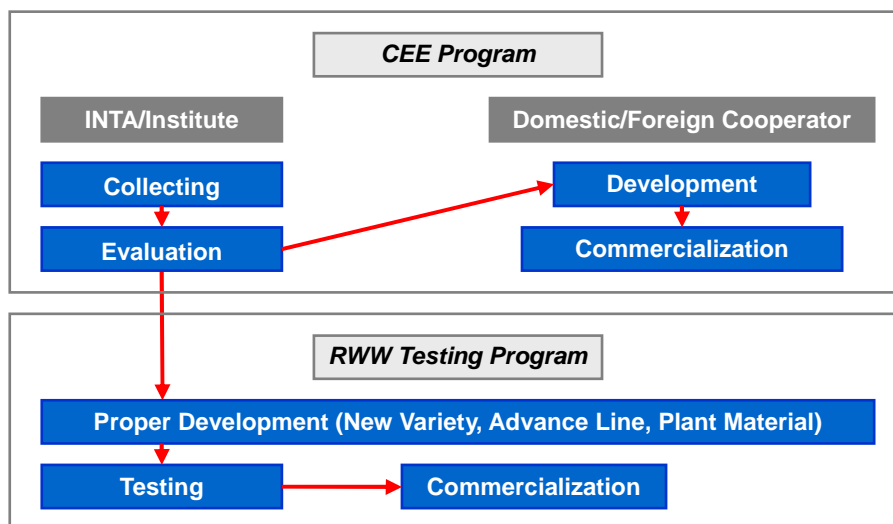 CEE Program
INTA/Institute
Domestic/Foreign Cooperator
Collecting
Development
Evaluation
Commercialization
RWW Testing Program
Proper Development (New Variety, Advance Line, Plant Material)
Testing
Commercialization